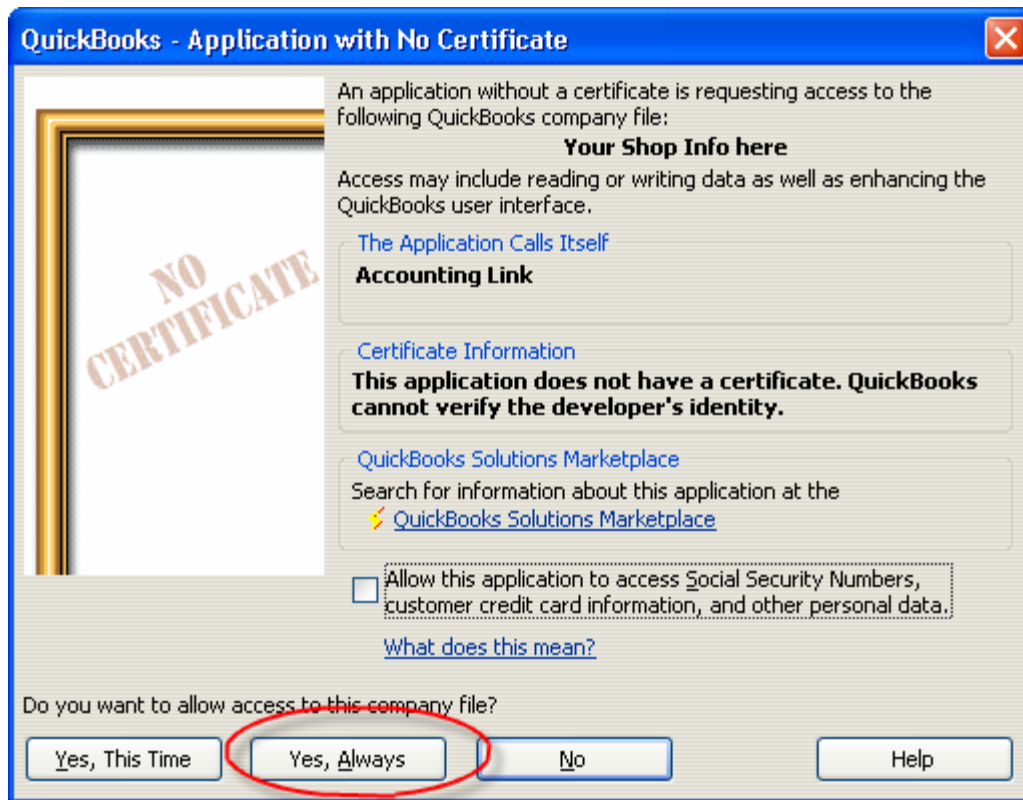 QuickBooks - Application with No Certificate
An application without a certificate is requesting access to the
following QuickBooks company file:
Your Shop Info here
Access may include reading or writing data as well as enhancing the
QuickBooks user interface.
NO
CERTIFICATE
The Application Calls Itself
Accounting Link
Certificate Information
This application does not have a certificate. QuickBooks
cannot verify the developer's identity.
QuickBooks Solutions Marketplace
Search for information about this application at the
QuickBooks Solutions Marketplace
Allow this application to access Social Security Numbers,
customer credit card information, and other personal data.
What does this mean?
Do you want to allow access to this company file?
Yes, This Time
Yes, Always
No
Help